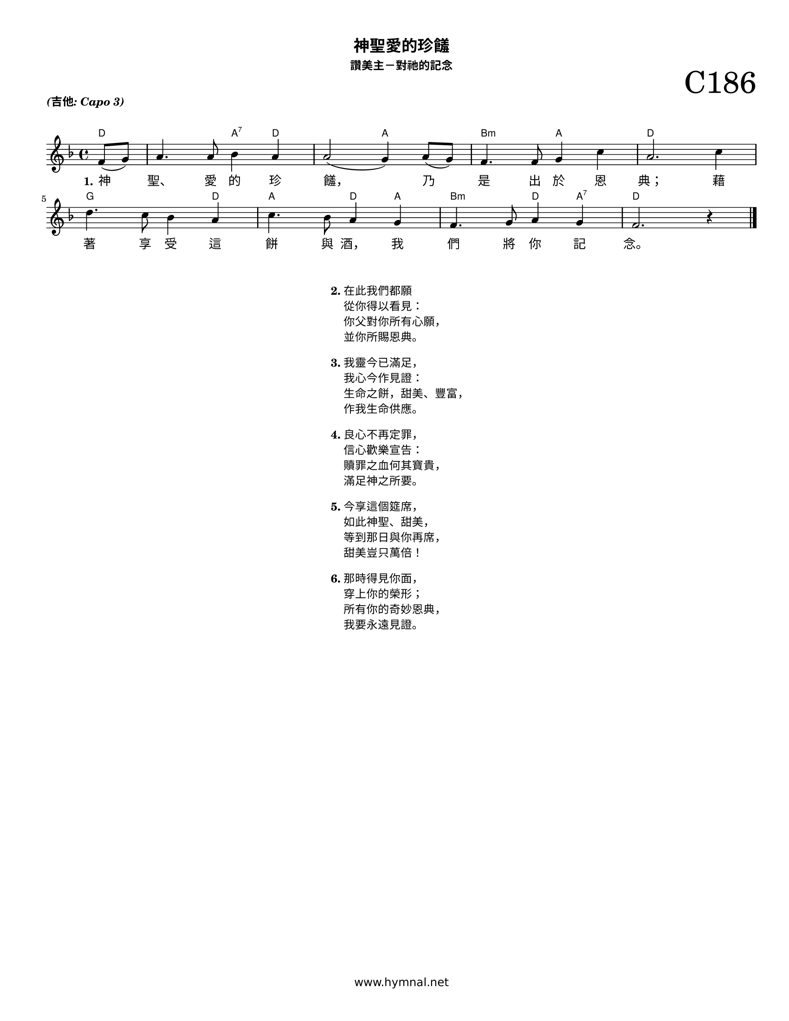 神聖愛的珍饈
讚美主－對祂的記念
C186
(吉他: Capo 3)
D A7 D A Bm A D
1. 神 聖、 愛 的 珍 饈， 乃 是 出 於 恩 典； 藉
5
G D A D A Bm D A7 D
著 享 受 這 餅 與 酒， 我 們 將 你 記 念。
2. 在此我們都願
從你得以看見：
你父對你所有心願，
並你所賜恩典。
3. 我靈今已滿足，
我心今作見證：
生命之餅，甜美、豐富，
作我生命供應。
4. 良心不再定罪，
信心歡樂宣告：
贖罪之血何其寶貴，
滿足神之所要。
5. 今享這個筵席，
如此神聖、甜美，
等到那日與你再席，
甜美豈只萬倍！
6. 那時得見你面，
穿上你的榮形；
所有你的奇妙恩典，
我要永遠見證。
www.hymnal.net